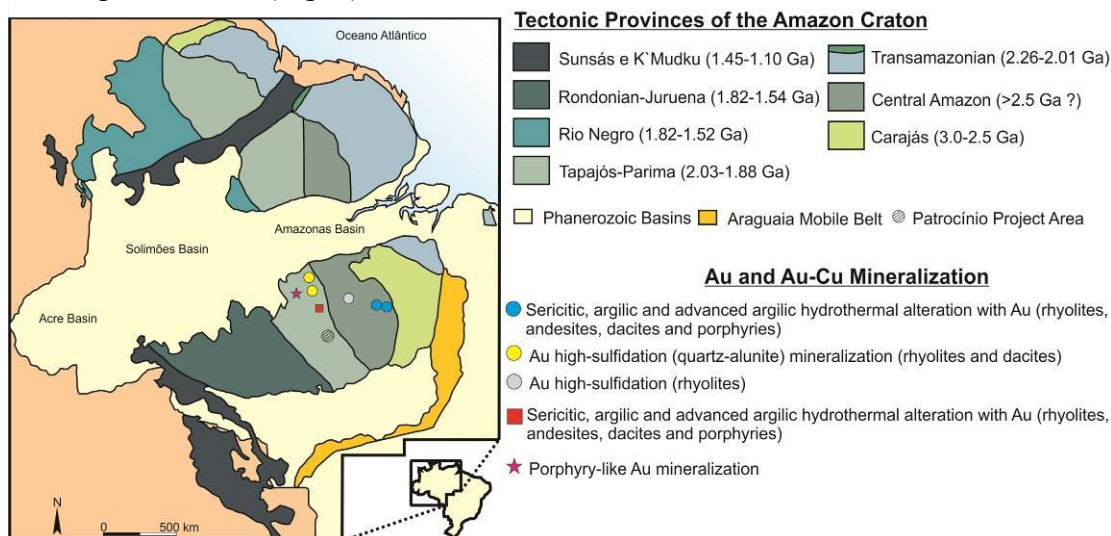 Oceano Atlântico
Amazonas Basin
Solimões Basin
Acre Basin
N
0 500 km
Tectonic Provinces of the Amazon Craton
Sunsás e K`Mudku (1.45-1.10 Ga)
Transamazonian (2.26-2.01 Ga)
Rondonian-Juruena (1.82-1.54 Ga)
Central Amazon (>2.5 Ga ?)
Rio Negro (1.82-1.52 Ga)
Carajás (3.0-2.5 Ga)
Tapajós-Parima (2.03-1.88 Ga)
Phanerozoic Basins
Araguaia Mobile Belt
Patrocínio Project Area
Au and Au-Cu Mineralization
Sericitic, argilic and advanced argilic hydrothermal alteration with Au (rhyolites,
andesites, dacites and porphyries)
Au high-sulfidation (quartz-alunite) mineralization (rhyolites and dacites)
Au high-sulfidation (rhyolites)
Sericitic, argilic and advanced argilic hydrothermal alteration with Au (rhyolites,
andesites, dacites and porphyries)
Porphyry-like Au mineralization